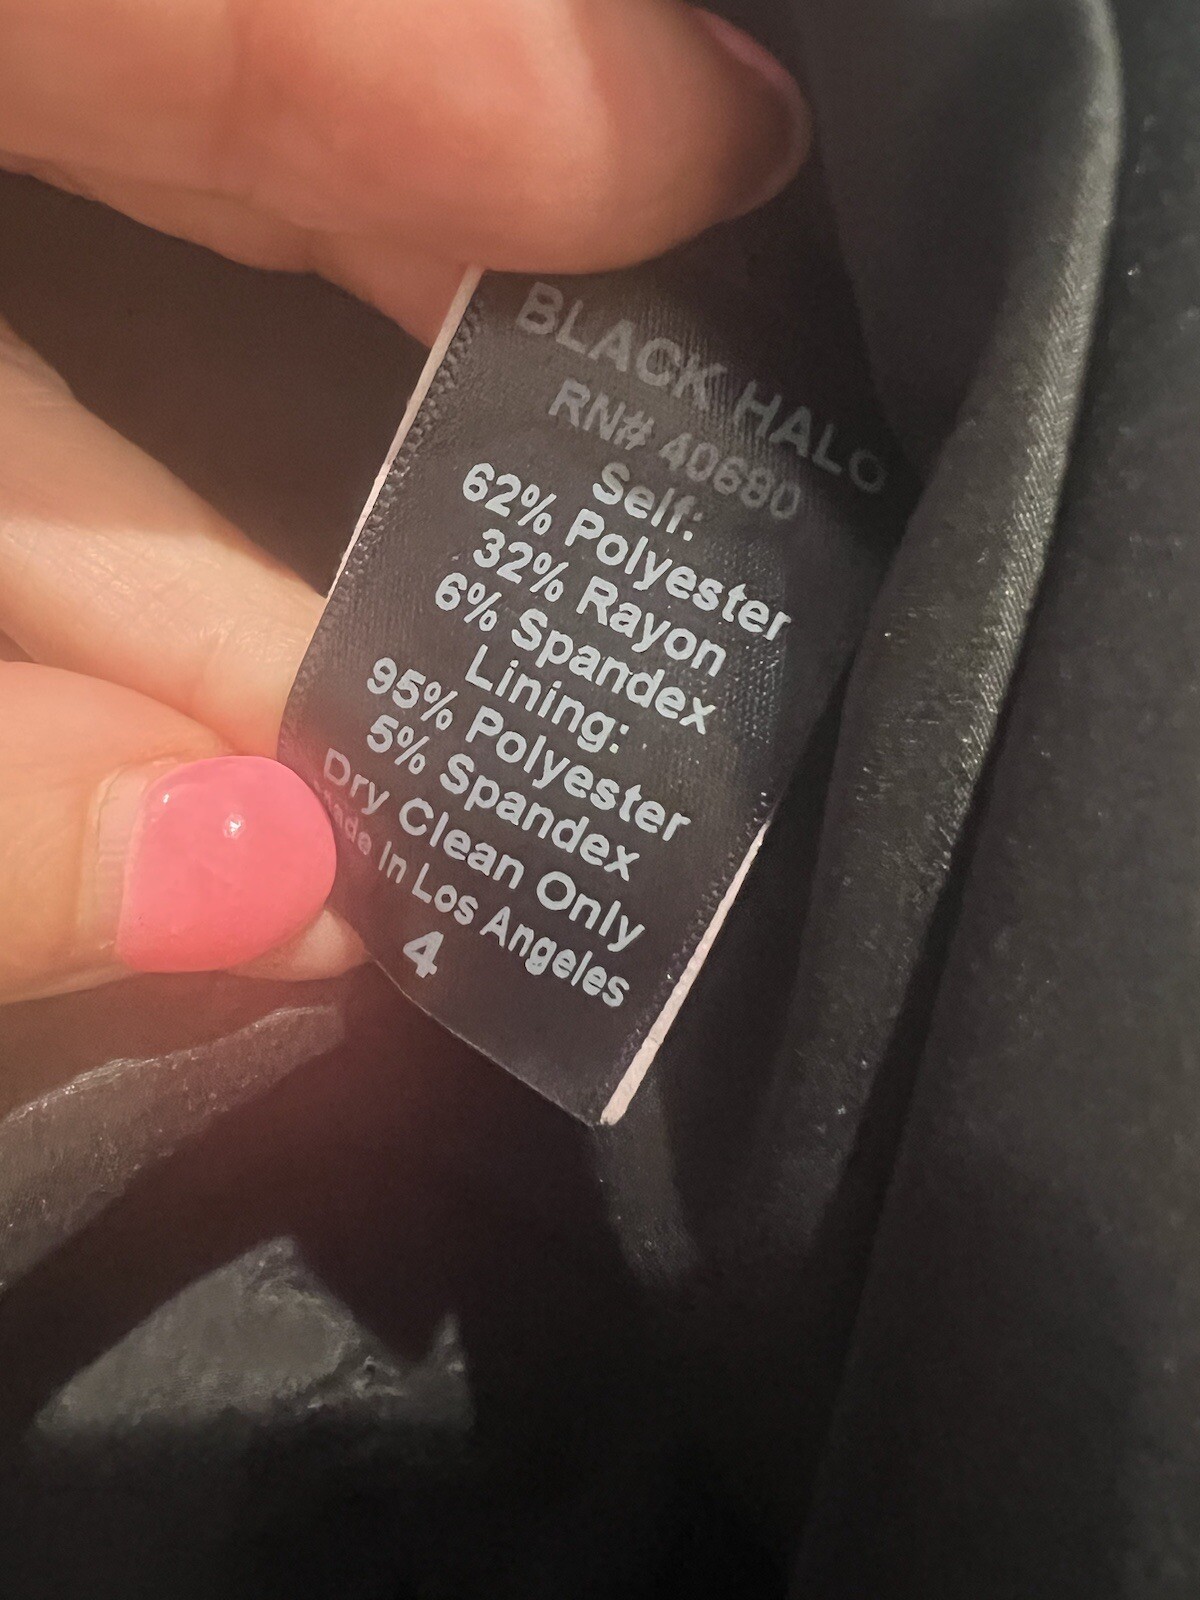 BLACK HALO
RN# 40680
Self:
62% Polyester
32% Rayon
6% Spandex
Lining:
95% Polyester
5% Spandex
Dry Clean Only
Made In Los Angeles
4